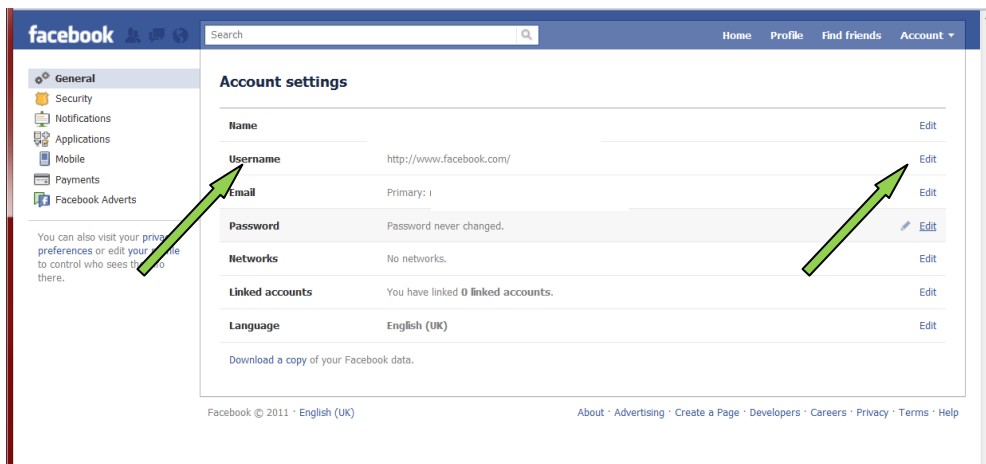 facebook Search Home Profile Find friends Account
General
Security
Notifications
Applications
Mobile
Payments
Facebook Adverts
You can also visit your
preferences or edit your
to control who sees the
there.
Account settings
Name Edit
Username http://www.facebook.com/ Edit
Email Primary: Edit
Password Password never changed. Edit
Networks No networks. Edit
Linked accounts You have linked 0 linked accounts. Edit
Language English (UK) Edit
Download a copy of your Facebook data.
Facebook © 2011 · English (UK) About · Advertising · Create a Page · Developers · Careers · Privacy · Terms · Help